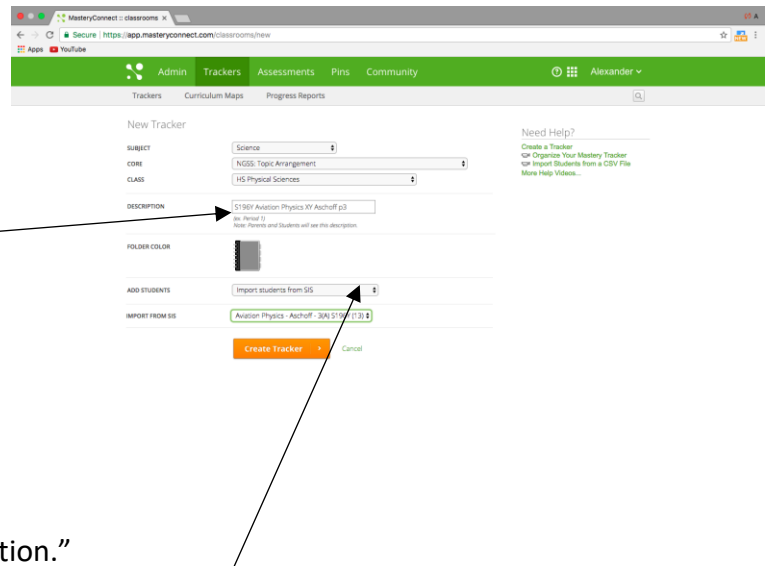 MasteryConnect :: classrooms ×
Secure | https://app.masteryconnect.com/classrooms/new
Apps YouTube
Admin Trackers Assessments Pins Community Alexander
Trackers Curriculum Maps Progress Reports
New Tracker
Need Help?
SUBJECT Science
Create a Tracker
Organize Your Mastery Tracker
CORE NGSS: Topic Arrangement
Import Students from a CSV File
CLASS HS Physical Sciences
More Help Videos...
DESCRIPTION S196Y Aviation Physics XY Aschoff p3
(ex. Period 1)
Note: Parents and Students will see this description.
FOLDER COLOR
ADD STUDENTS Import students from SIS
IMPORT FROM SIS Aviation Physics - Aschoff - 3(A) S196Y (13)
Create Tracker › Cancel
tion.”